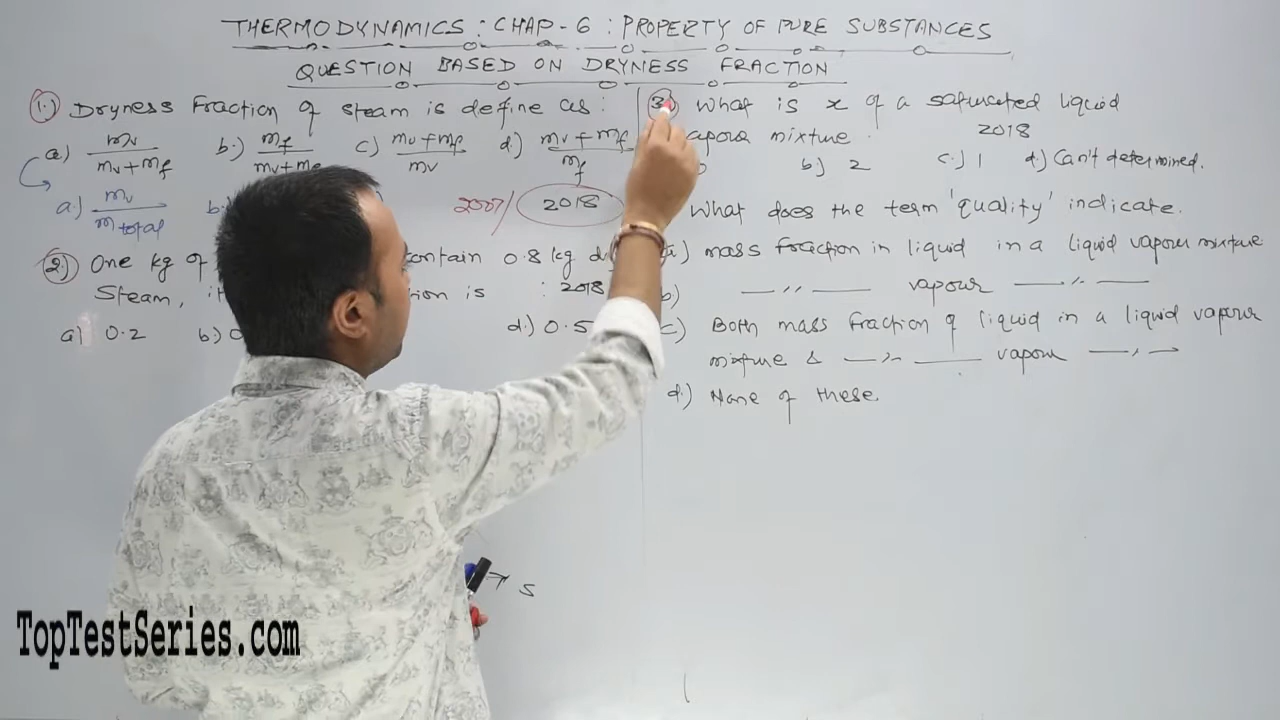 THERMODYNAMICS : CHAP-6 : PROPERTY OF PURE SUBSTANCES
QUESTION BASED ON DRYNESS FRACTION
1.) Dryness Fraction of steam is define as :
a.) mv / mv+mf b.) mf / mv+mf c.) mv+mf / mv d.) mv+mf / mf
a.) mv / m total b.
2007/ 2018
2.) One kg of contain 0.8 kg d
Steam, it ion is : 2018
a) 0.2 b) 0 d.) 0.5
3.) What is x of a saturated liquid
vapour mixture . 2018
0 b.) 2 c.) 1 d.) Can't determined.
What does the term 'quality' indicate.
a) mass fraction in liquid in a liquid vapour mixture
b) —〃— vapour —〃—
c) Both mass fraction of liquid in a liquid vapour
mixture & —〃— vapour —〃—
d.) None of these
S
TopTestSeries.com